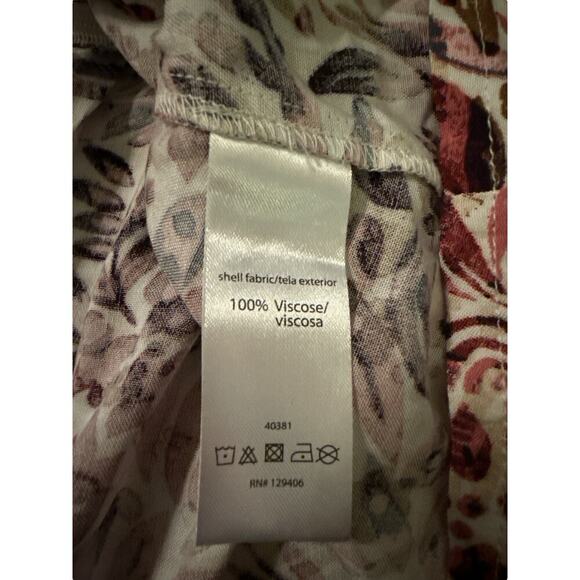 shell fabric/tela exterior
100% Viscose/
viscosa
40381
RN# 129406